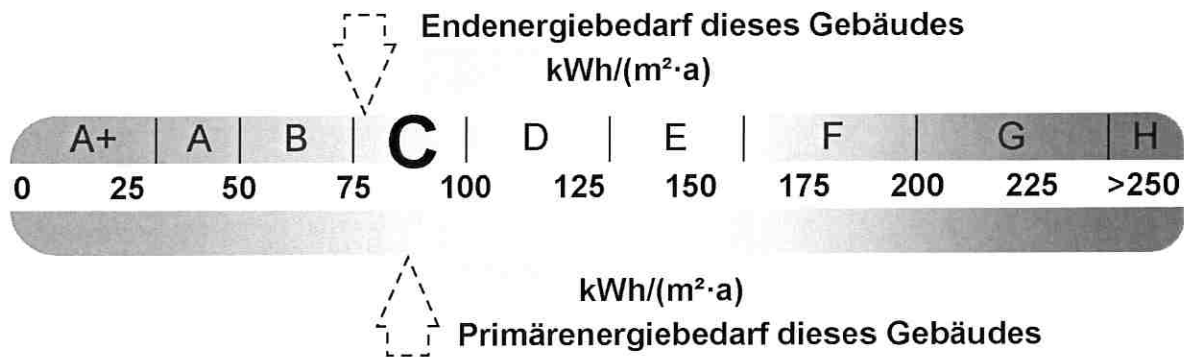 Endenergiebedarf dieses Gebäudes
kWh/(m²·a)
A+ A B C D E F G H
0 25 50 75 100 125 150 175 200 225 >250
kWh/(m²·a)
Primärenergiebedarf dieses Gebäudes